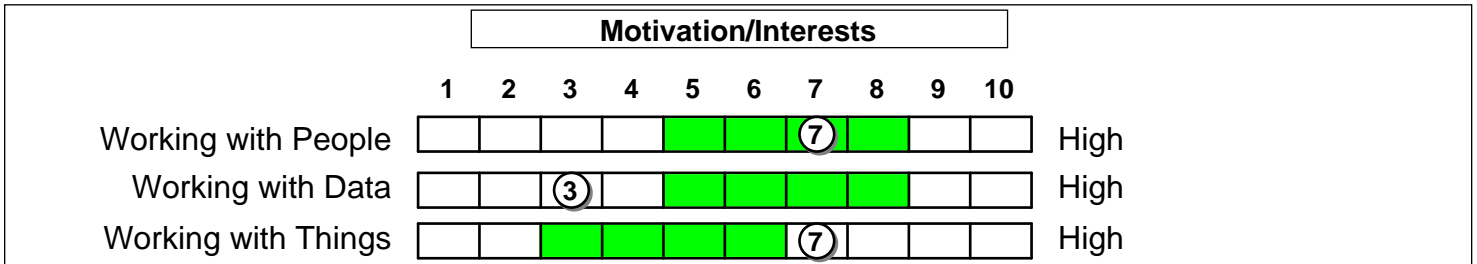 Motivation/Interests
1 2 3 4 5 6 7 8 9 10
Working with People 7 High
Working with Data 3 High
Working with Things 7 High